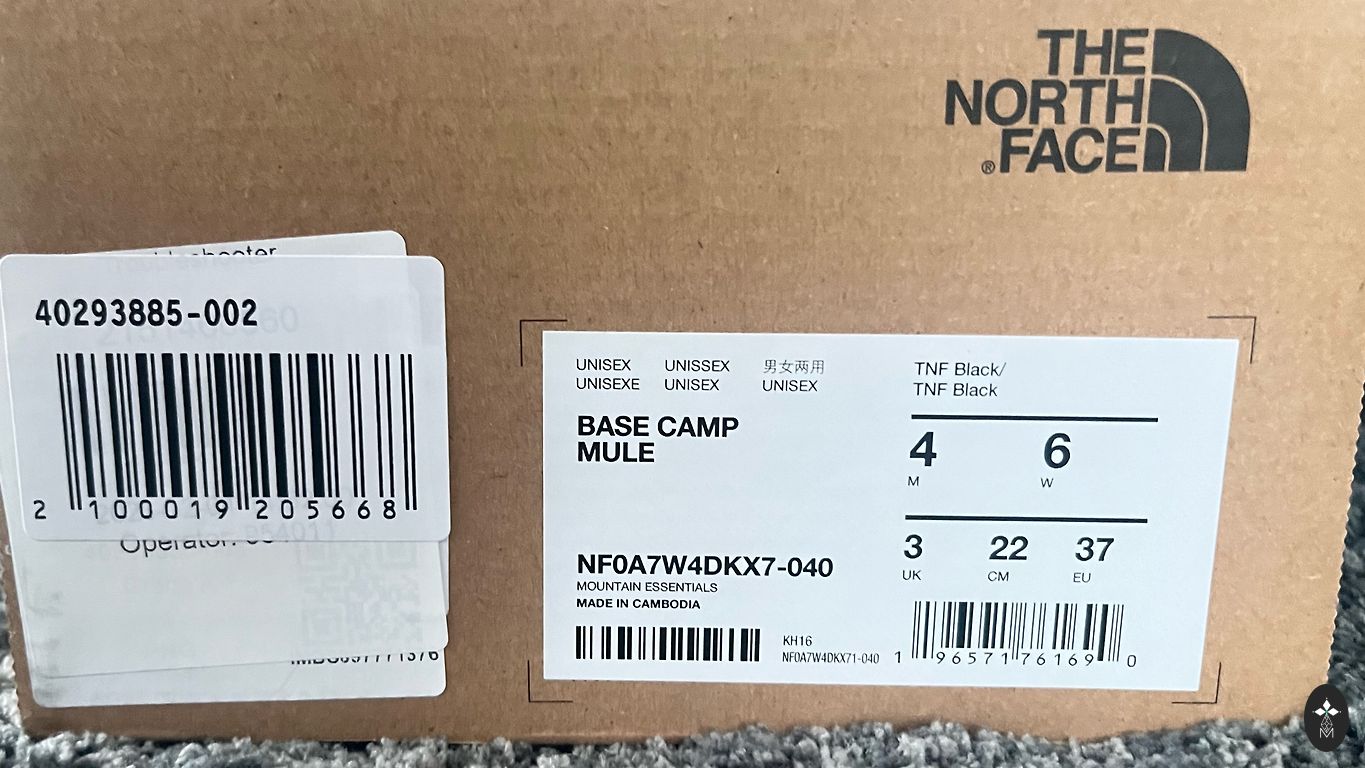 THE
NORTH
FACE
®
40293885-002
2 100019 205668
Operator:
UNISEX UNISSEX 男女两用
UNISEXE UNISEX UNISEX
BASE CAMP
MULE
NF0A7W4DKX7-040
MOUNTAIN ESSENTIALS
MADE IN CAMBODIA
KH16
NF0A7W4DKX71-040
TNF Black/
TNF Black
4 6
M W
3 22 37
UK CM EU
1 96571 76169 0
M